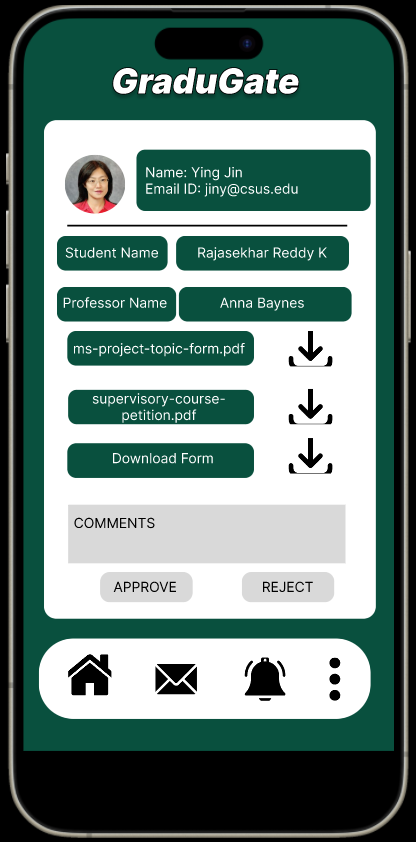 GraduGate
Name: Ying Jin
Email ID: jiny@csus.edu
Student Name
Rajasekhar Reddy K
Professor Name
Anna Baynes
ms-project-topic-form.pdf
supervisory-course-
petition.pdf
Download Form
COMMENTS
APPROVE
REJECT